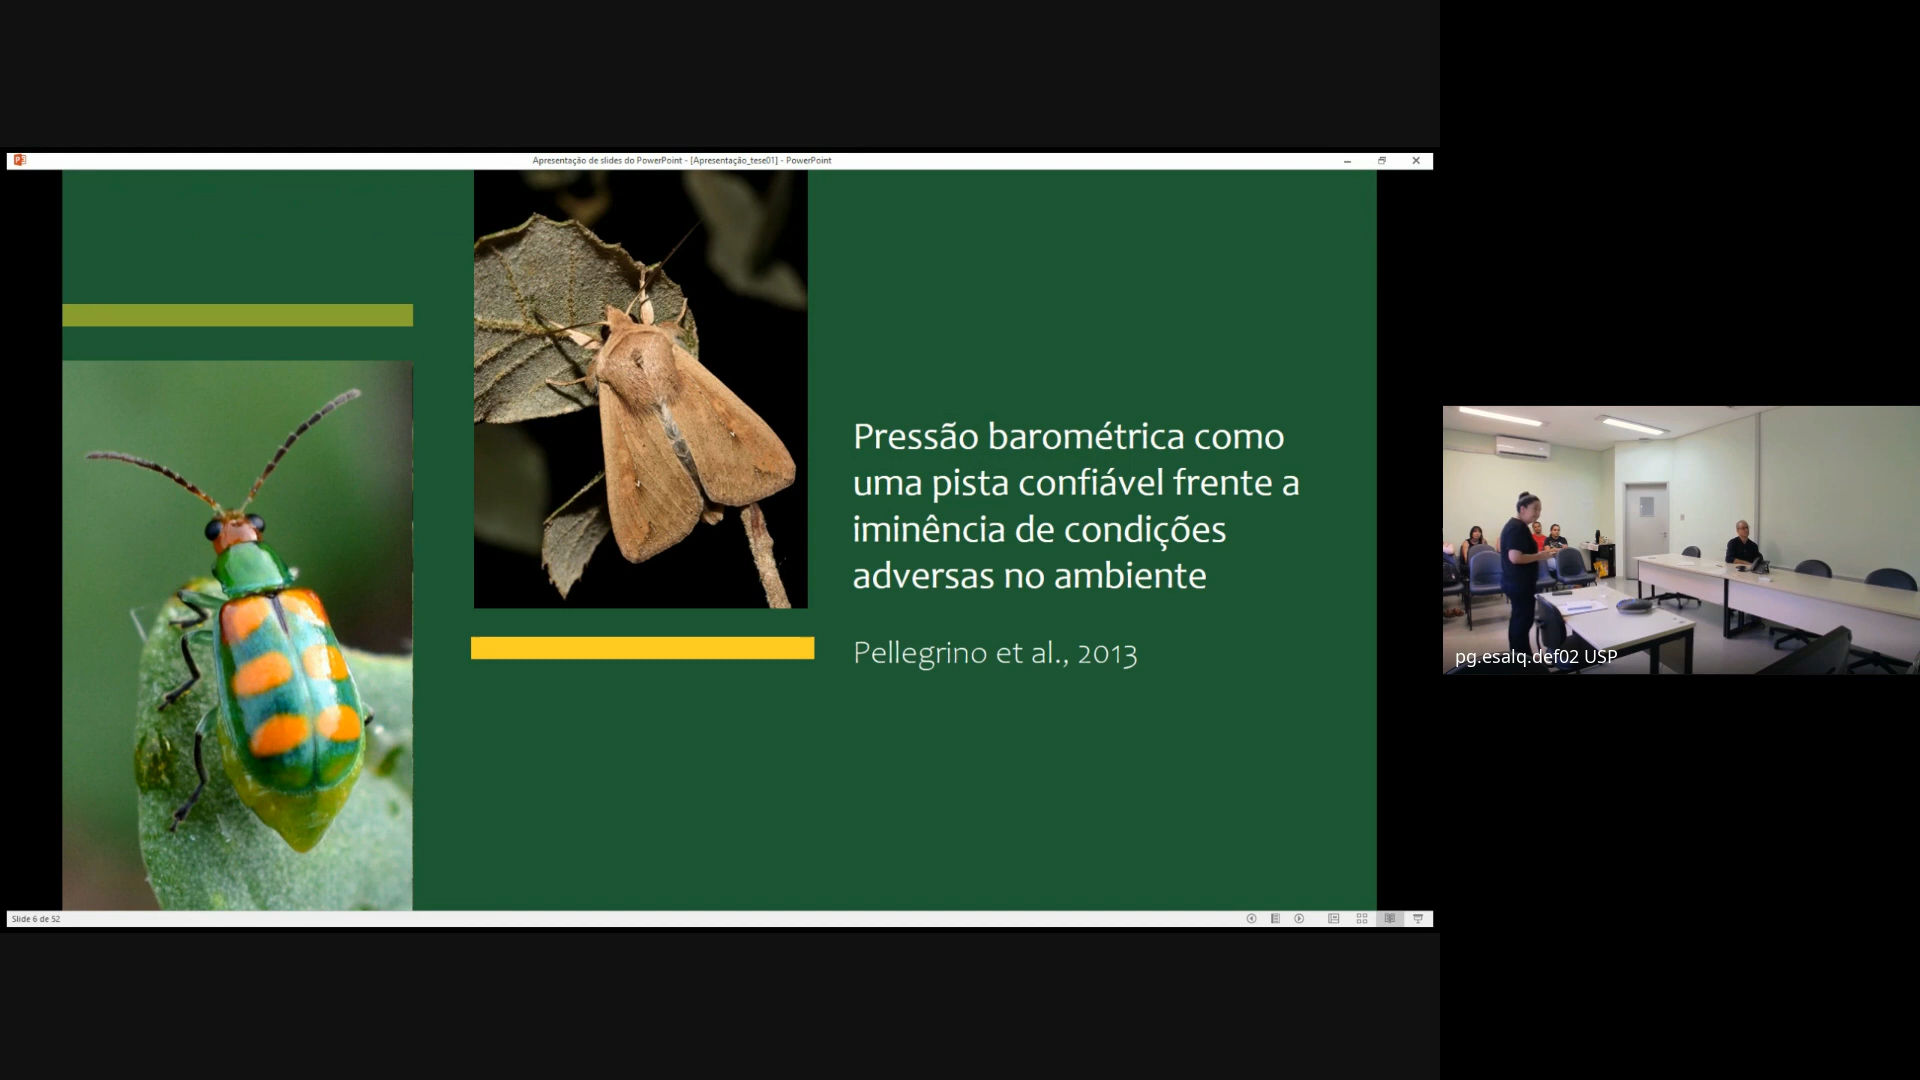 Apresentação de slides do PowerPoint - [Apresentação_tese01] - PowerPoint
Pressão barométrica como
uma pista confiável frente a
iminência de condições
adversas no ambiente
Pellegrino et al., 2013
pg.esalq.def02 USP
Slide 6 de 52